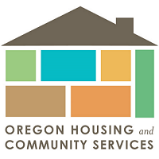 OREGON HOUSING and
COMMUNITY SERVICES